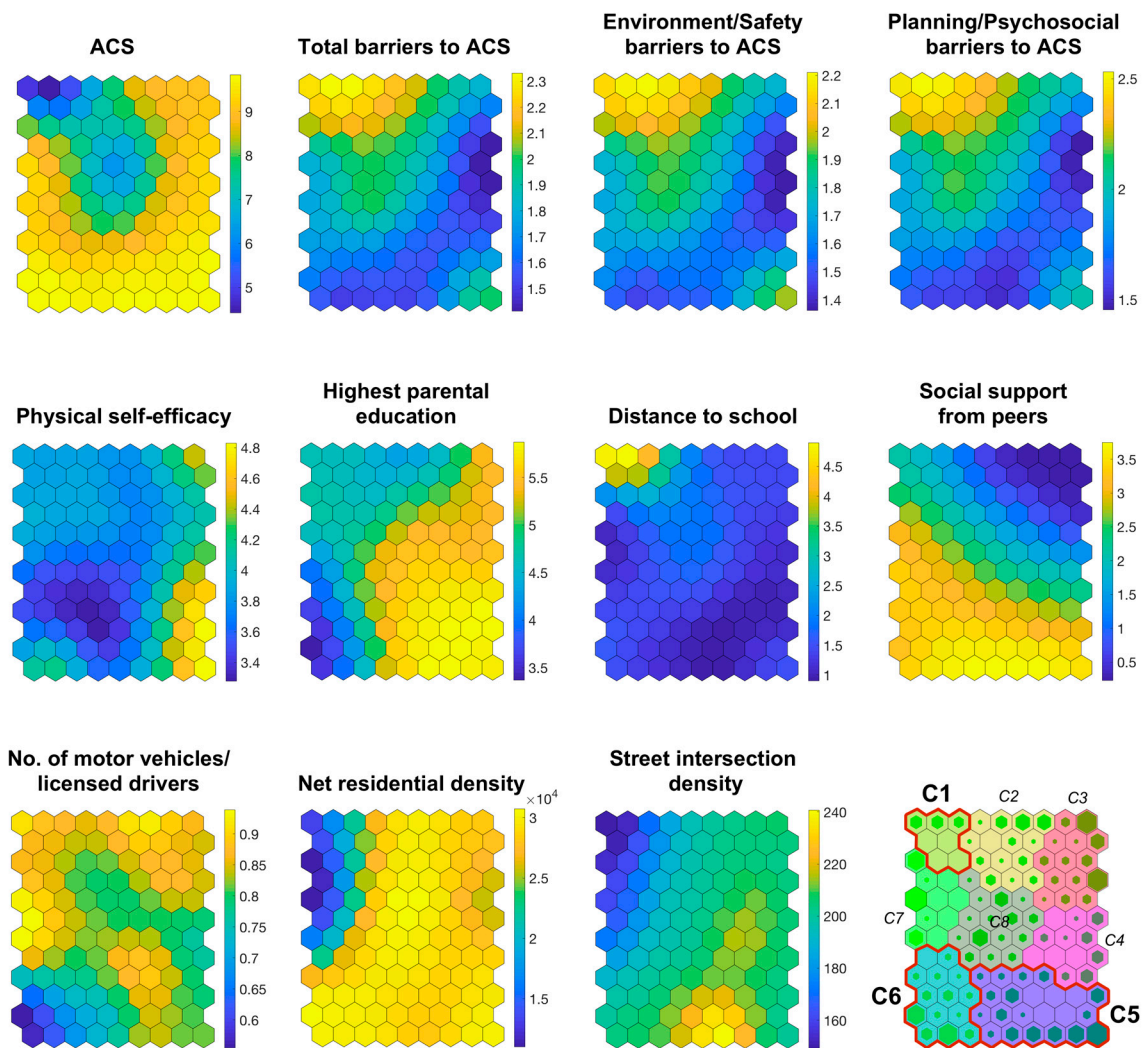 ACS
Total barriers to ACS
Environment/Safety
barriers to ACS
Planning/Psychosocial
barriers to ACS
9
8
7
6
5
2.3
2.2
2.1
2
1.9
1.8
1.7
1.6
1.5
2.2
2.1
2
1.9
1.8
1.7
1.6
1.5
1.4
2.5
2
1.5
Physical self-efficacy
Highest parental
education
Distance to school
Social support
from peers
4.8
4.6
4.4
4.2
4
3.8
3.6
3.4
5.5
5
4.5
4
3.5
4.5
4
3.5
3
2.5
2
1.5
1
3.5
3
2.5
2
1.5
1
0.5
No. of motor vehicles/
licensed drivers
Net residential density
Street intersection
density
0.9
0.85
0.8
0.75
0.7
0.65
0.6
×10⁴
3
2.5
2
1.5
240
220
200
180
160
C1
C2
C3
C7
C8
C4
C6
C5